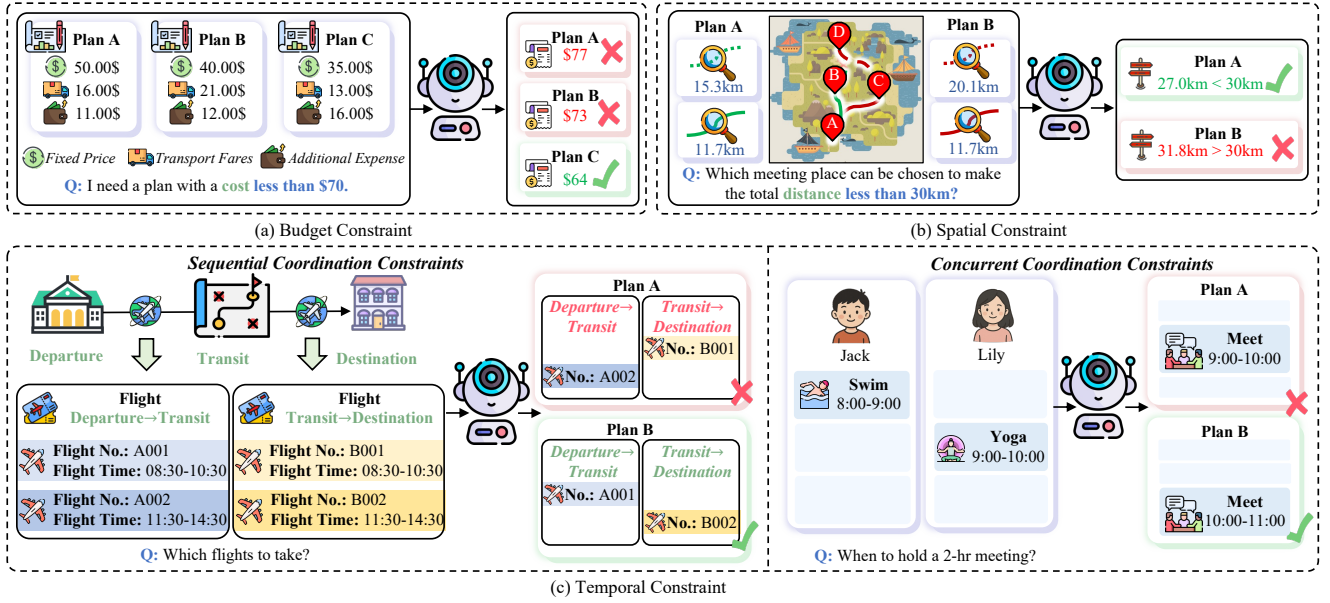 Plan A
50.00$
16.00$
11.00$
Plan B
40.00$
21.00$
12.00$
Plan C
35.00$
13.00$
16.00$
Fixed Price
Transport Fares
Additional Expense
Q: I need a plan with a cost less than $70.
Plan A
$77
Plan B
$73
Plan C
$64
(a) Budget Constraint
Plan A
15.3km
11.7km
D
B
C
A
Plan B
20.1km
11.7km
Q: Which meeting place can be chosen to make
the total distance less than 30km?
Plan A
27.0km < 30km
Plan B
31.8km > 30km
(b) Spatial Constraint
Sequential Coordination Constraints
Departure
Transit
Destination
Flight
Departure→Transit
Flight No.: A001
Flight Time: 08:30-10:30
Flight No.: A002
Flight Time: 11:30-14:30
Flight
Transit→Destination
Flight No.: B001
Flight Time: 08:30-10:30
Flight No.: B002
Flight Time: 11:30-14:30
Q: Which flights to take?
Plan A
Departure→
Transit
No.: A002
Transit→
Destination
No.: B001
Plan B
Departure→
Transit
No.: A001
Transit→
Destination
No.: B002
Concurrent Coordination Constraints
Jack
Swim
8:00-9:00
Lily
Yoga
9:00-10:00
Q: When to hold a 2-hr meeting?
Plan A
Meet
9:00-10:00
Plan B
Meet
10:00-11:00
(c) Temporal Constraint